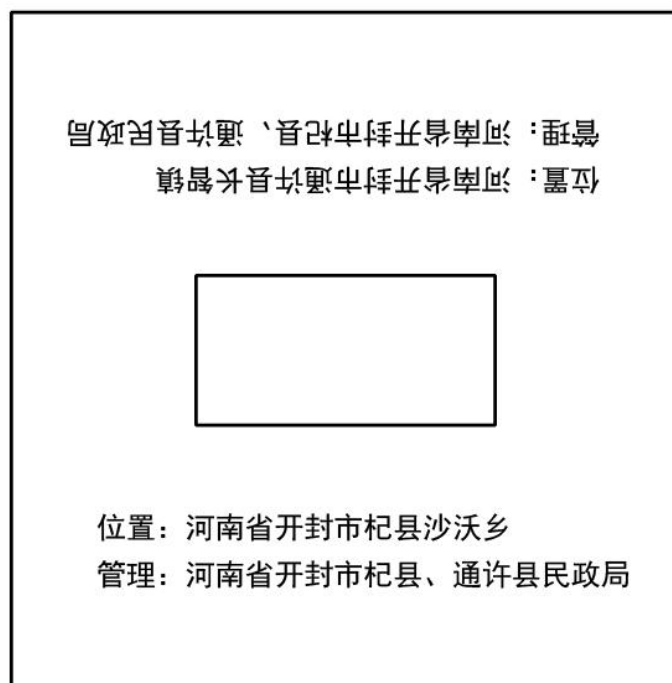 位置：河南省开封市通许县长智镇
管理：河南省开封市杞县、通许县民政局
位置：河南省开封市杞县沙沃乡
管理：河南省开封市杞县、通许县民政局